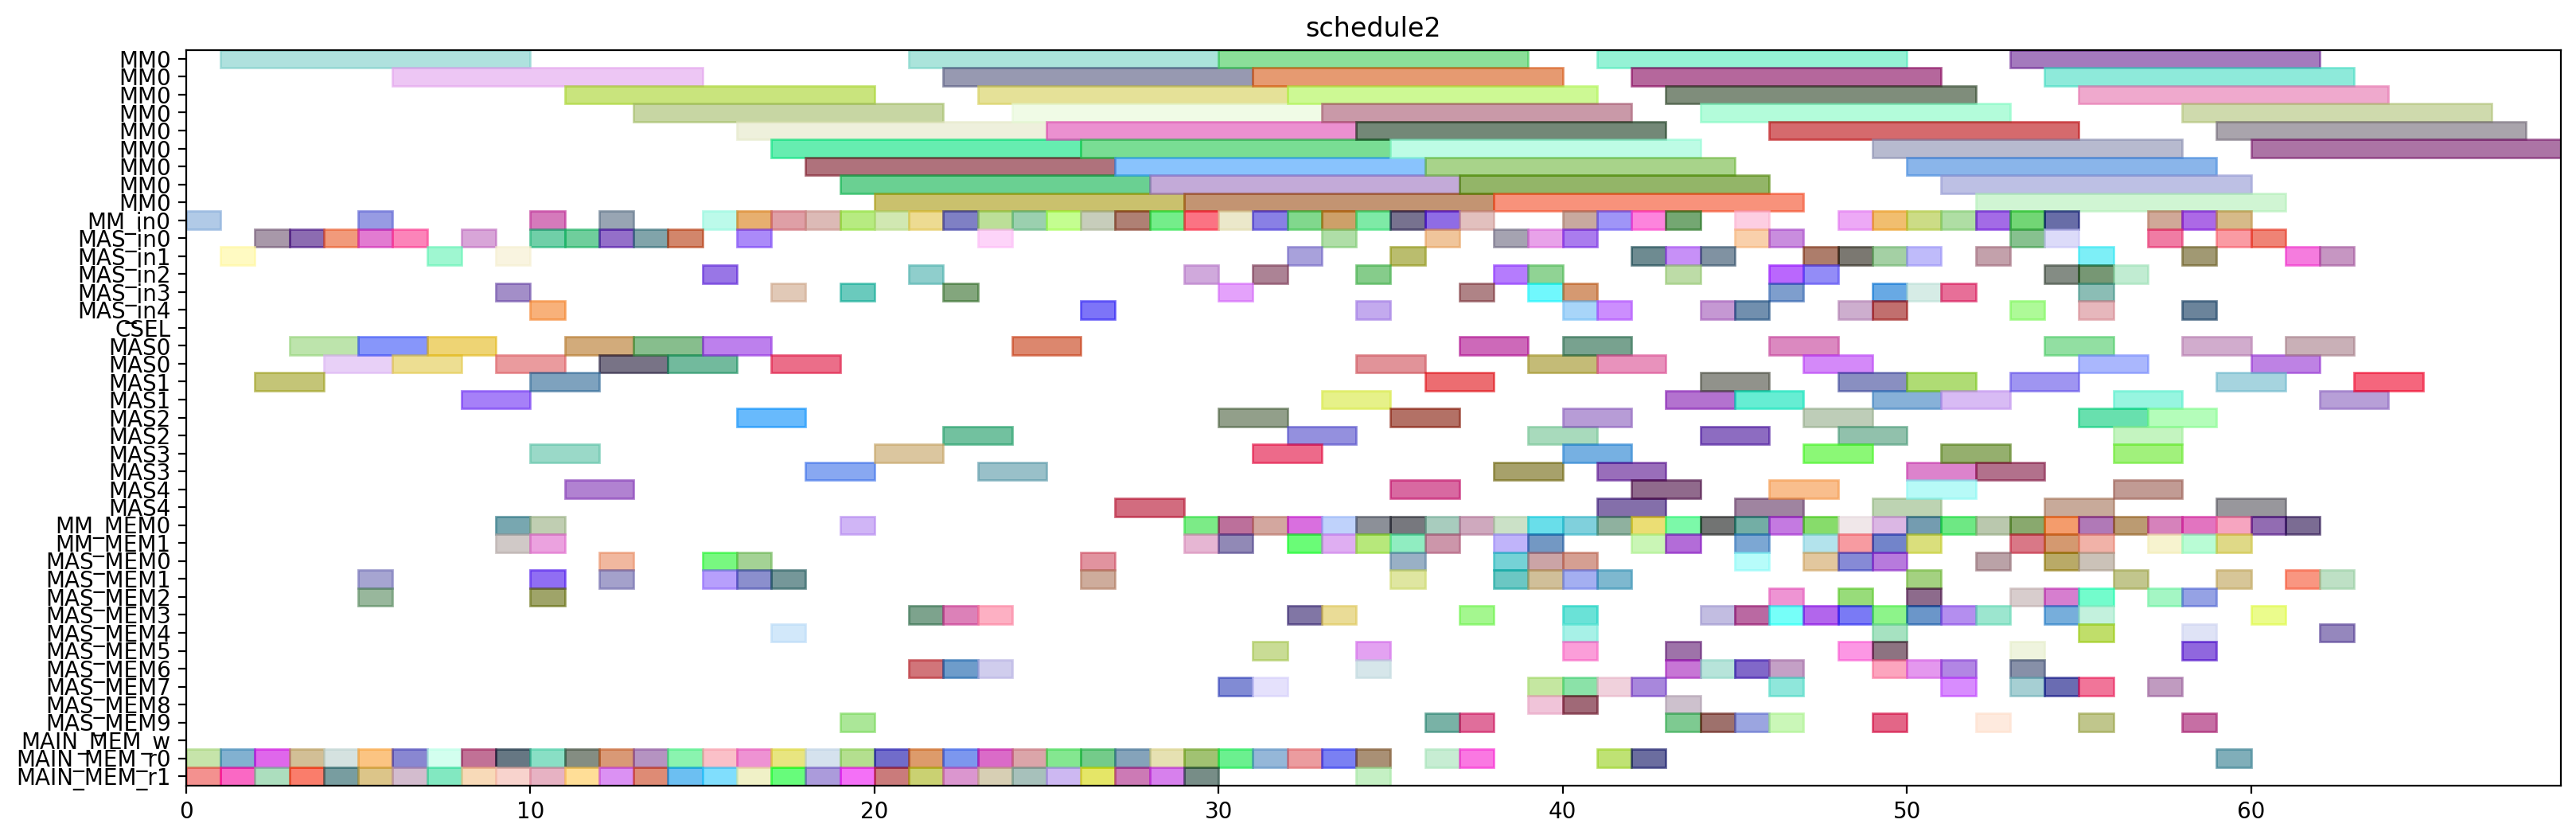 schedule2
MM0
MM0
MM0
MM0
MM0
MM0
MM0
MM0
MM0
MM_in0
MAS_in0
MAS_in1
MAS_in2
MAS_in3
MAS_in4
CSEL
MAS0
MAS0
MAS1
MAS1
MAS2
MAS2
MAS3
MAS3
MAS4
MAS4
MM_MEM0
MM_MEM1
MAS_MEM0
MAS_MEM1
MAS_MEM2
MAS_MEM3
MAS_MEM4
MAS_MEM5
MAS_MEM6
MAS_MEM7
MAS_MEM8
MAS_MEM9
MAIN_MEM_w
MAIN_MEM_r0
MAIN_MEM_r1
0 10 20 30 40 50 60